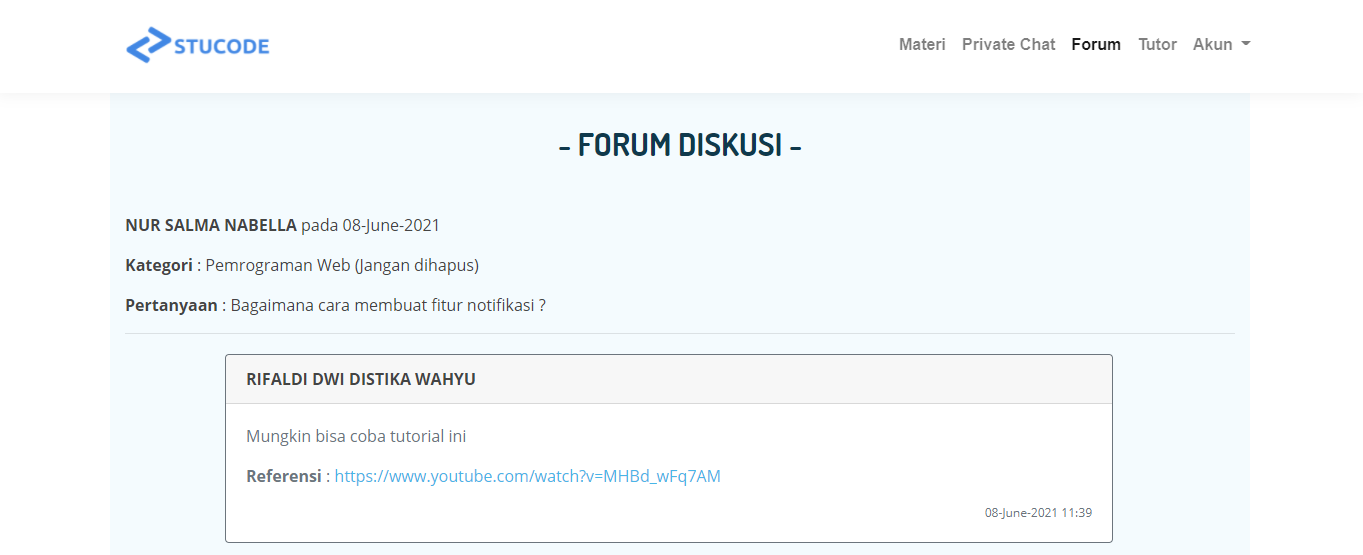 STUCODE
Materi Private Chat Forum Tutor Akun
- FORUM DISKUSI -
NUR SALMA NABELLA pada 08-June-2021
Kategori : Pemrograman Web (Jangan dihapus)
Pertanyaan : Bagaimana cara membuat fitur notifikasi ?
RIFALDI DWI DISTIKA WAHYU
Mungkin bisa coba tutorial ini
Referensi : https://www.youtube.com/watch?v=MHBd_wFq7AM
08-June-2021 11:39